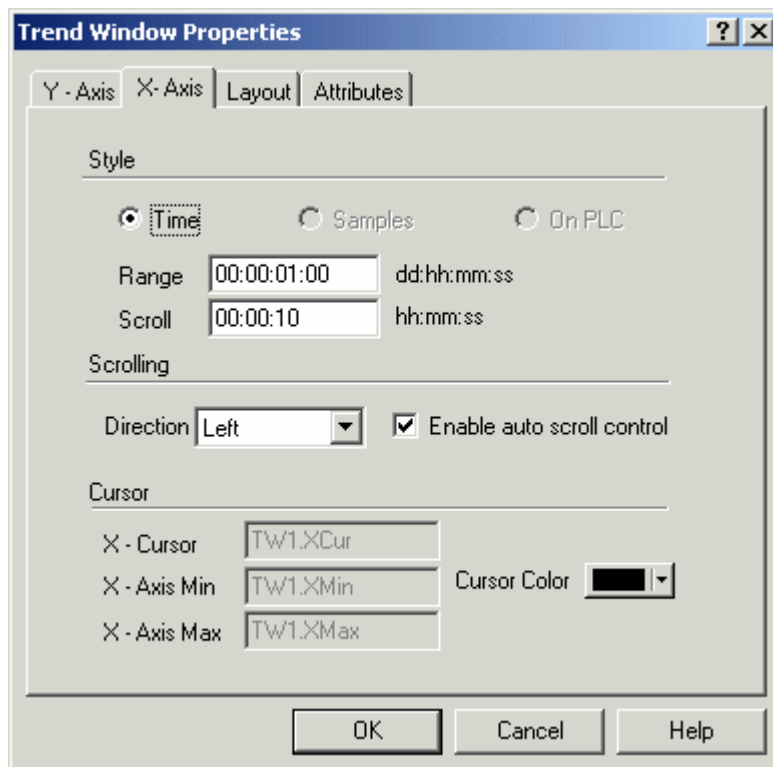 Trend Window Properties
Y - Axis X- Axis Layout Attributes
Style
Time Samples On PLC
Range 00:00:01:00 dd:hh:mm:ss
Scroll 00:00:10 hh:mm:ss
Scrolling
Direction Left Enable auto scroll control
Cursor
X - Cursor TW1.XCur
X - Axis Min TW1.XMin Cursor Color
X - Axis Max TW1.XMax
OK Cancel Help